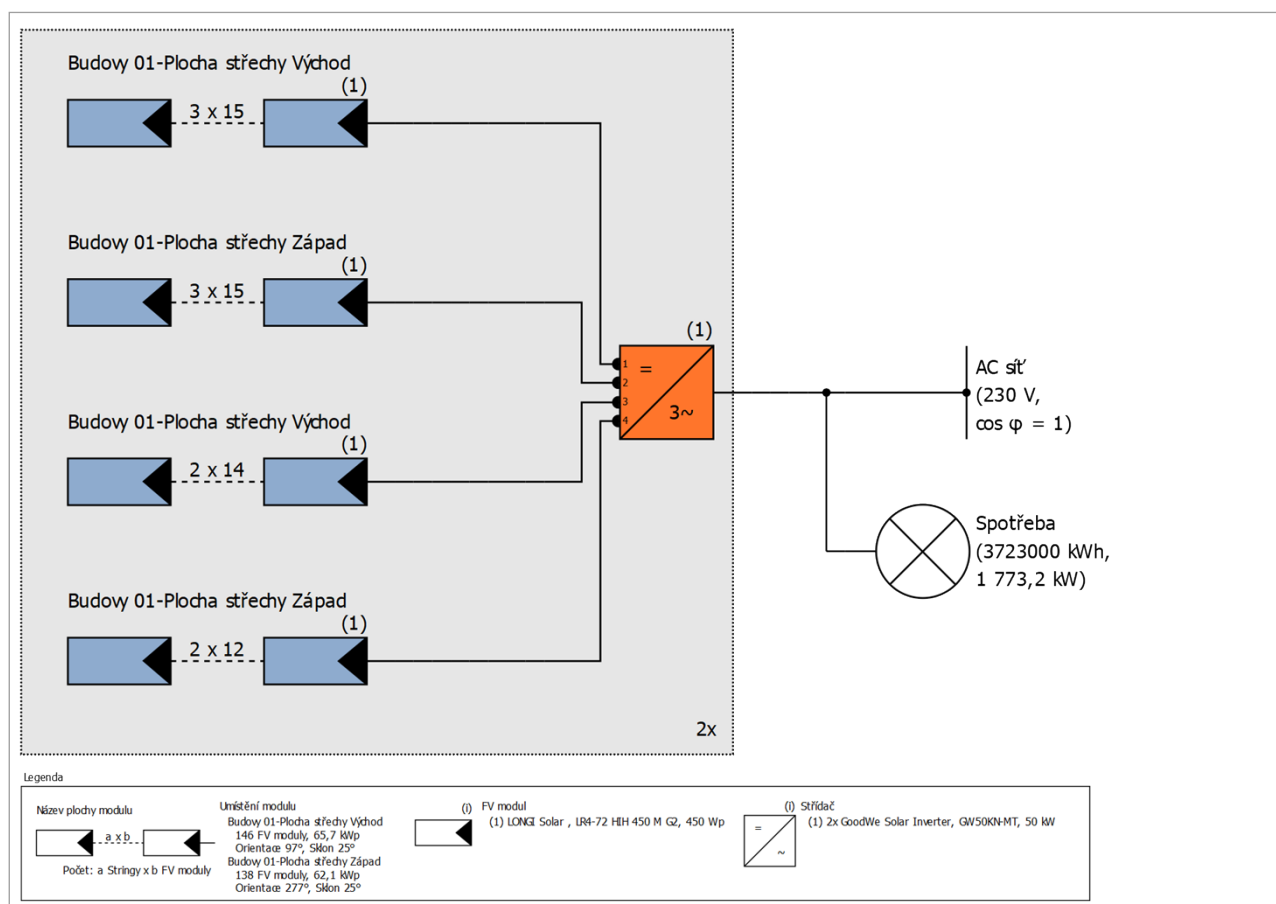 Budovy 01-Plocha střechy Východ
(1)
3 x 15
Budovy 01-Plocha střechy Západ
(1)
3 x 15
(1)
1
=
2
3
3~
4
AC síť
(230 V,
cos φ = 1)
Budovy 01-Plocha střechy Východ
(1)
2 x 14
Spotřeba
(3723000 kWh,
1 773,2 kW)
Budovy 01-Plocha střechy Západ
(1)
2 x 12
2x
Legenda
Název plochy modulu
a x b
Počet: a Stringy x b FV moduly
Umístění modulu
Budovy 01-Plocha střechy Východ
146 FV moduly, 65,7 kWp
Orientace 97°, Sklon 25°
Budovy 01-Plocha střechy Západ
138 FV moduly, 62,1 kWp
Orientace 277°, Sklon 25°
(i) FV modul
(1) LONGI Solar , LR4-72 HIH 450 M G2, 450 Wp
(i) Střídač
=
~
(1) 2x GoodWe Solar Inverter, GW50KN-MT, 50 kW